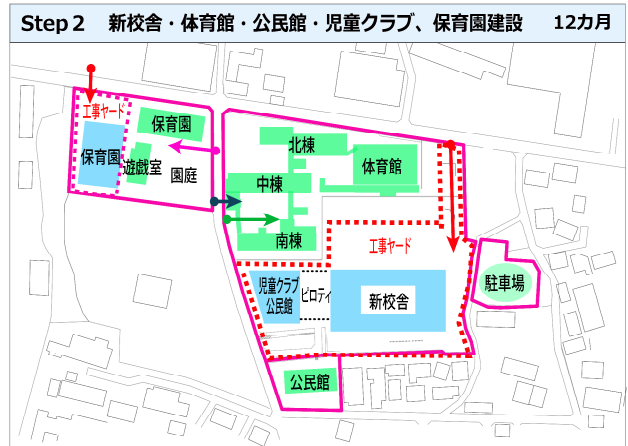 Step２　新校舎・体育館・公民館・児童クラブ、保育園建設　12カ月
工事ヤード
保育園
保育園
遊戯室
園庭
北棟
体育館
中棟
南棟
工事ヤード
児童クラブ
公民館
ピロティ
新校舎
駐車場
公民館